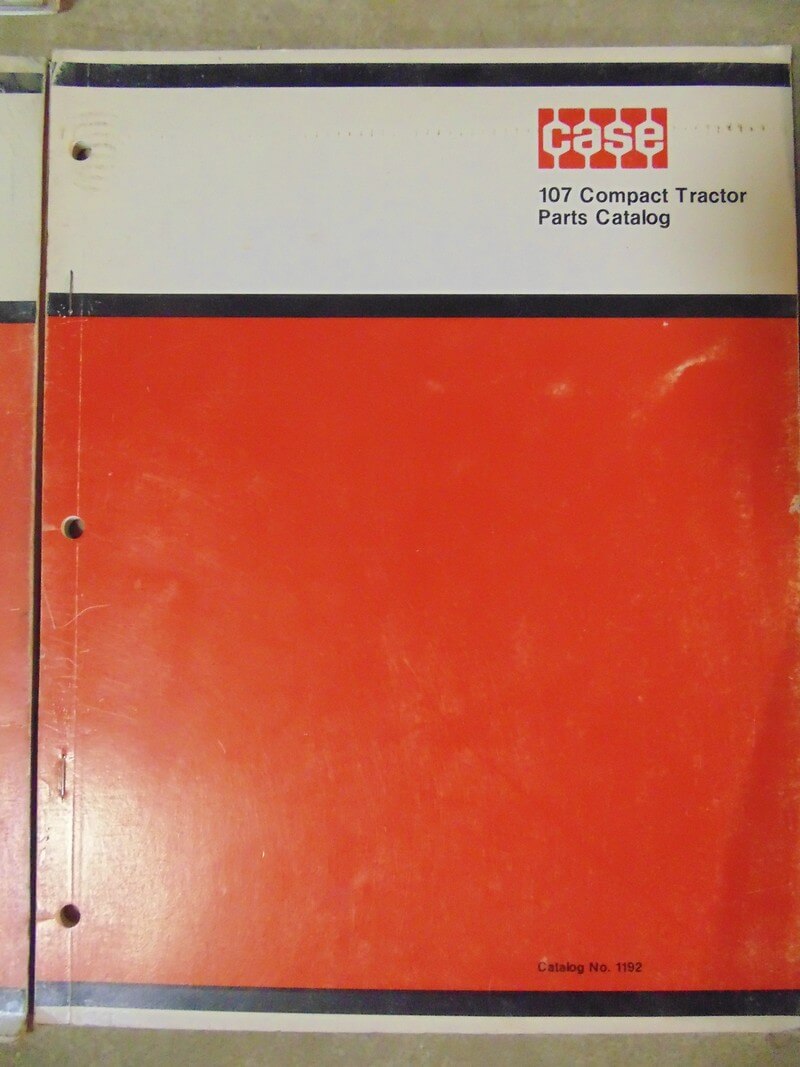 case
107 Compact Tractor
Parts Catalog
Catalog No. 1192